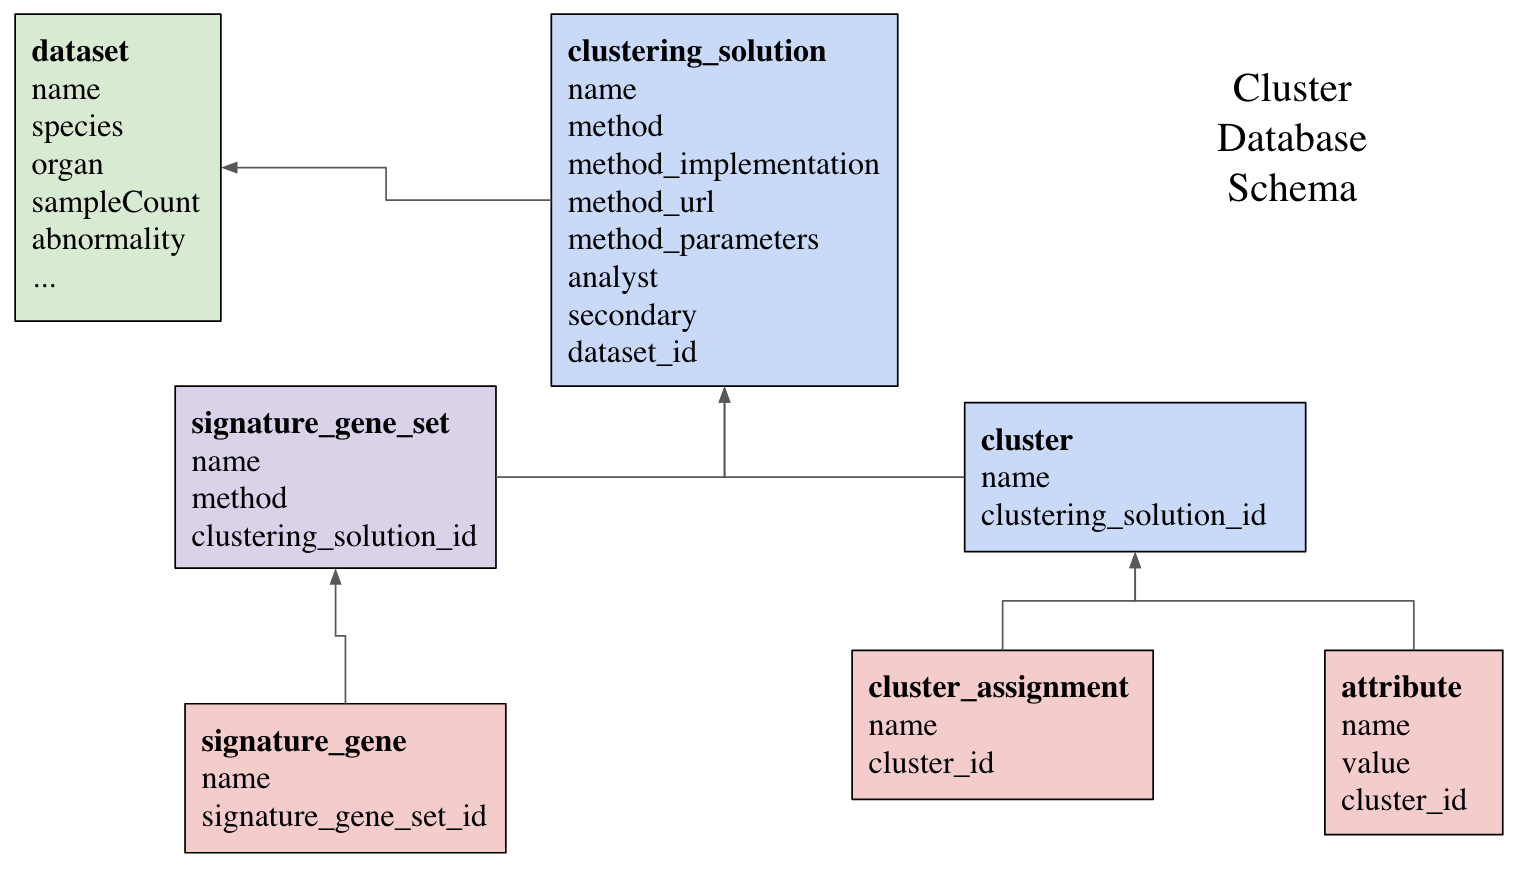 dataset
name
species
organ
sampleCount
abnormality
...
clustering_solution
name
method
method_implementation
method_url
method_parameters
analyst
secondary
dataset_id
Cluster
Database
Schema
signature_gene_set
name
method
clustering_solution_id
cluster
name
clustering_solution_id
signature_gene
name
signature_gene_set_id
cluster_assignment
name
cluster_id
attribute
name
value
cluster_id